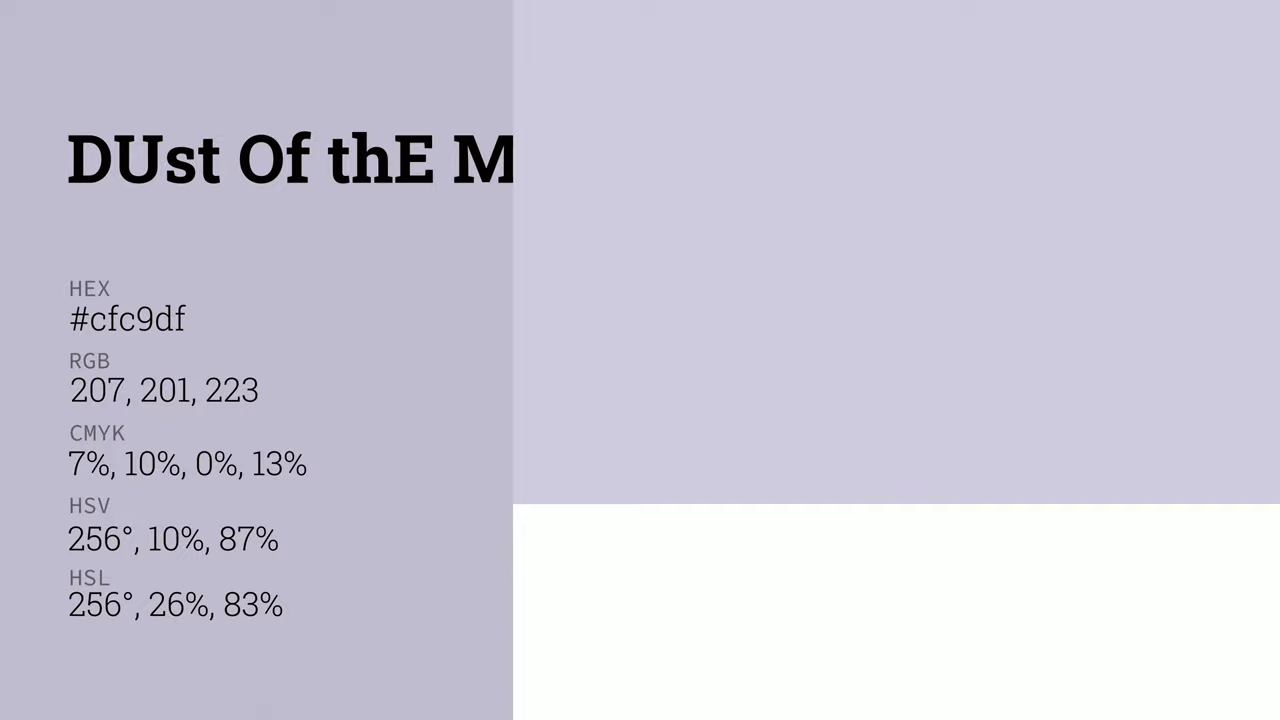 DUst Of thE M
HEX
#cfc9df
RGB
207, 201, 223
CMYK
7%, 10%, 0%, 13%
HSV
256°, 10%, 87%
HSL
256°, 26%, 83%